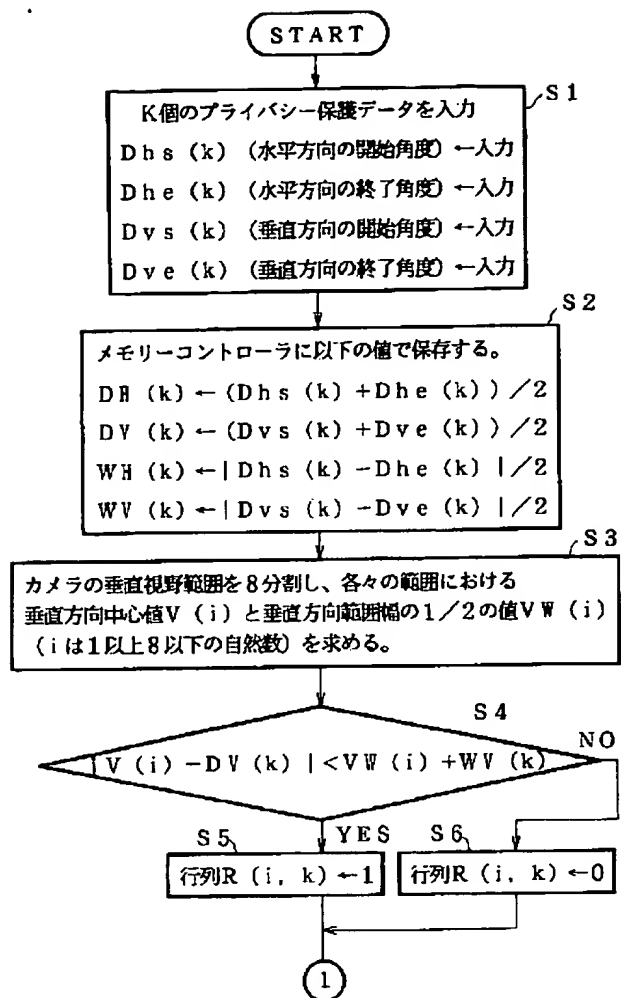 START
S1
K個のプライバシー保護データを入力
Dhs (k) (水平方向の開始角度) ←入力
Dhe (k) (水平方向の終了角度) ←入力
Dvs (k) (垂直方向の開始角度) ←入力
Dve (k) (垂直方向の終了角度) ←入力
S2
メモリーコントローラに以下の値で保存する。
DH (k) ← (Dhs (k) +Dhe (k) ) /2
DV (k) ← (Dvs (k) +Dve (k) ) /2
WH (k) ← | Dhs (k) −Dhe (k) | /2
WV (k) ← | Dvs (k) −Dve (k) | /2
S3
カメラの垂直視野範囲を8分割し、各々の範囲における
垂直方向中心値V (i) と垂直方向範囲幅の1/2の値VW (i)
(iは1以上8以下の自然数) を求める。
S4
| V (i) −DV (k) | <VW (i) +WV (k)
NO
YES
S5
行列R (i, k) ←1
S6
行列R (i, k) ←0
1